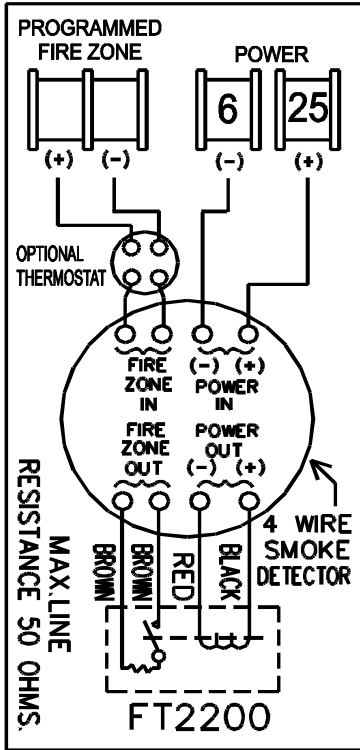 PROGRAMMED
FIRE ZONE
POWER
6
25
(+)
(-)
(-)
(+)
OPTIONAL
THERMOSTAT
FIRE
ZONE
IN
(-)
(+)
POWER
IN
FIRE
ZONE
OUT
POWER
OUT
(-)
(+)
4 WIRE
SMOKE
DETECTOR
BROWN
BROWN
RED
BLACK
MAX.LINE
RESISTANCE 50 OHMS.
FT2200